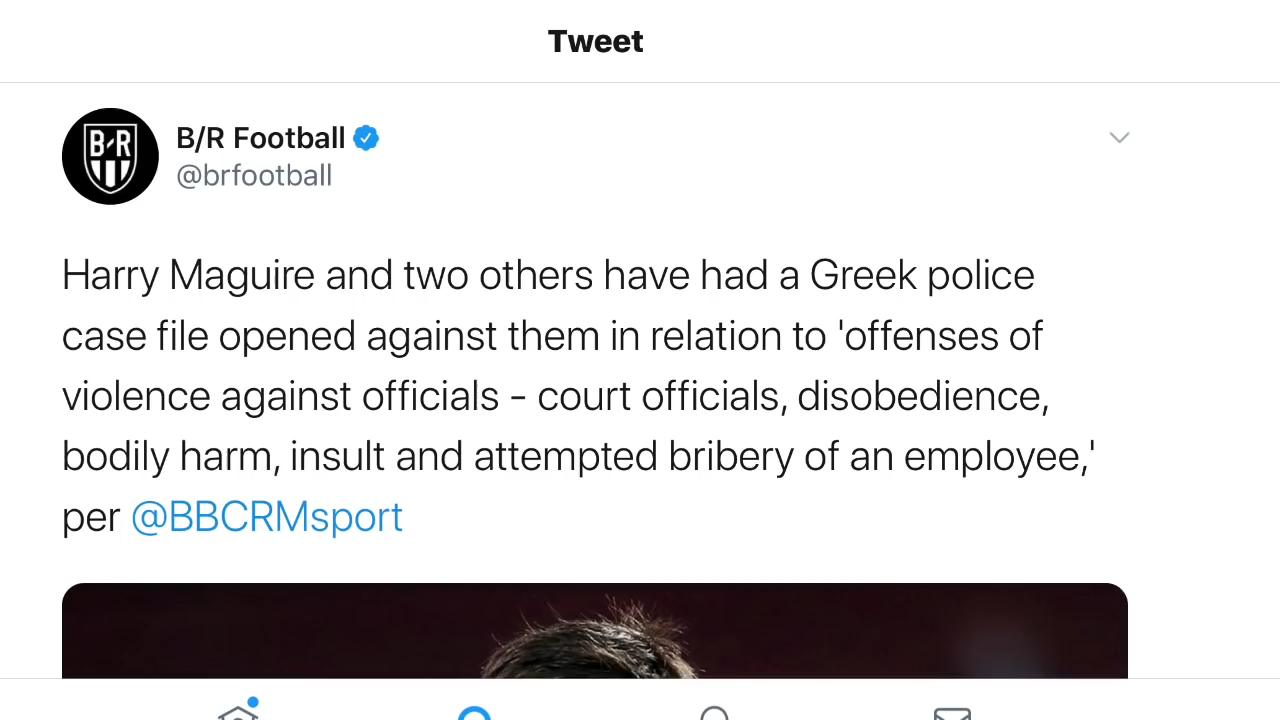 Tweet
B-R
B/R Football
@brfootball
Harry Maguire and two others have had a Greek police
case file opened against them in relation to 'offenses of
violence against officials - court officials, disobedience,
bodily harm, insult and attempted bribery of an employee,'
per @BBCRMsport